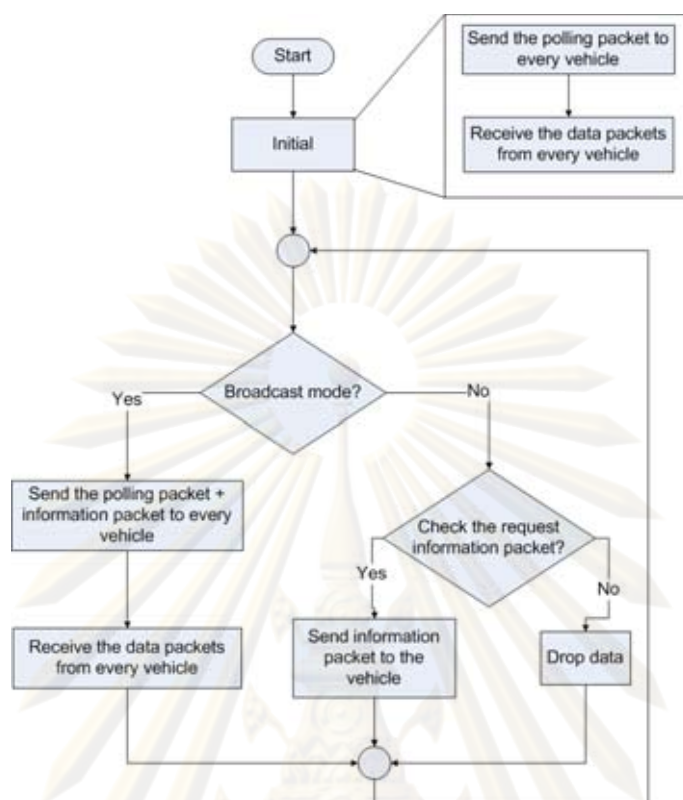 Start
Send the polling packet to
every vehicle
Initial
Receive the data packets
from every vehicle
Broadcast mode?
Yes
No
Send the polling packet +
information packet to every
vehicle
Check the request
information packet?
Yes
No
Receive the data packets
from every vehicle
Send information
packet to the
vehicle
Drop data